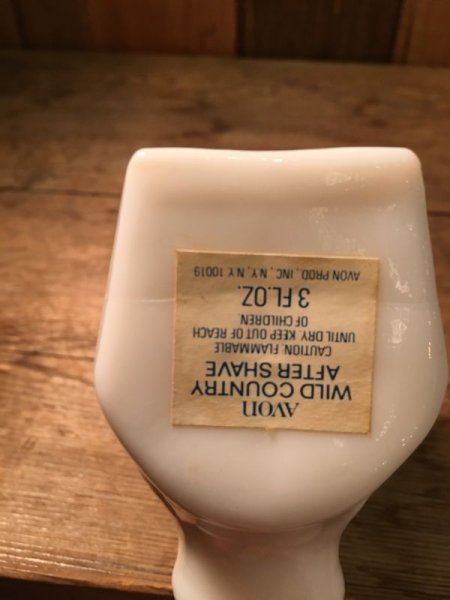 AVON
WILD COUNTRY
AFTER SHAVE
CAUTION: FLAMMABLE
UNTIL DRY. KEEP OUT OF REACH
OF CHILDREN.
3 FL.OZ.
AVON PROD., INC., N.Y., N.Y. 10019